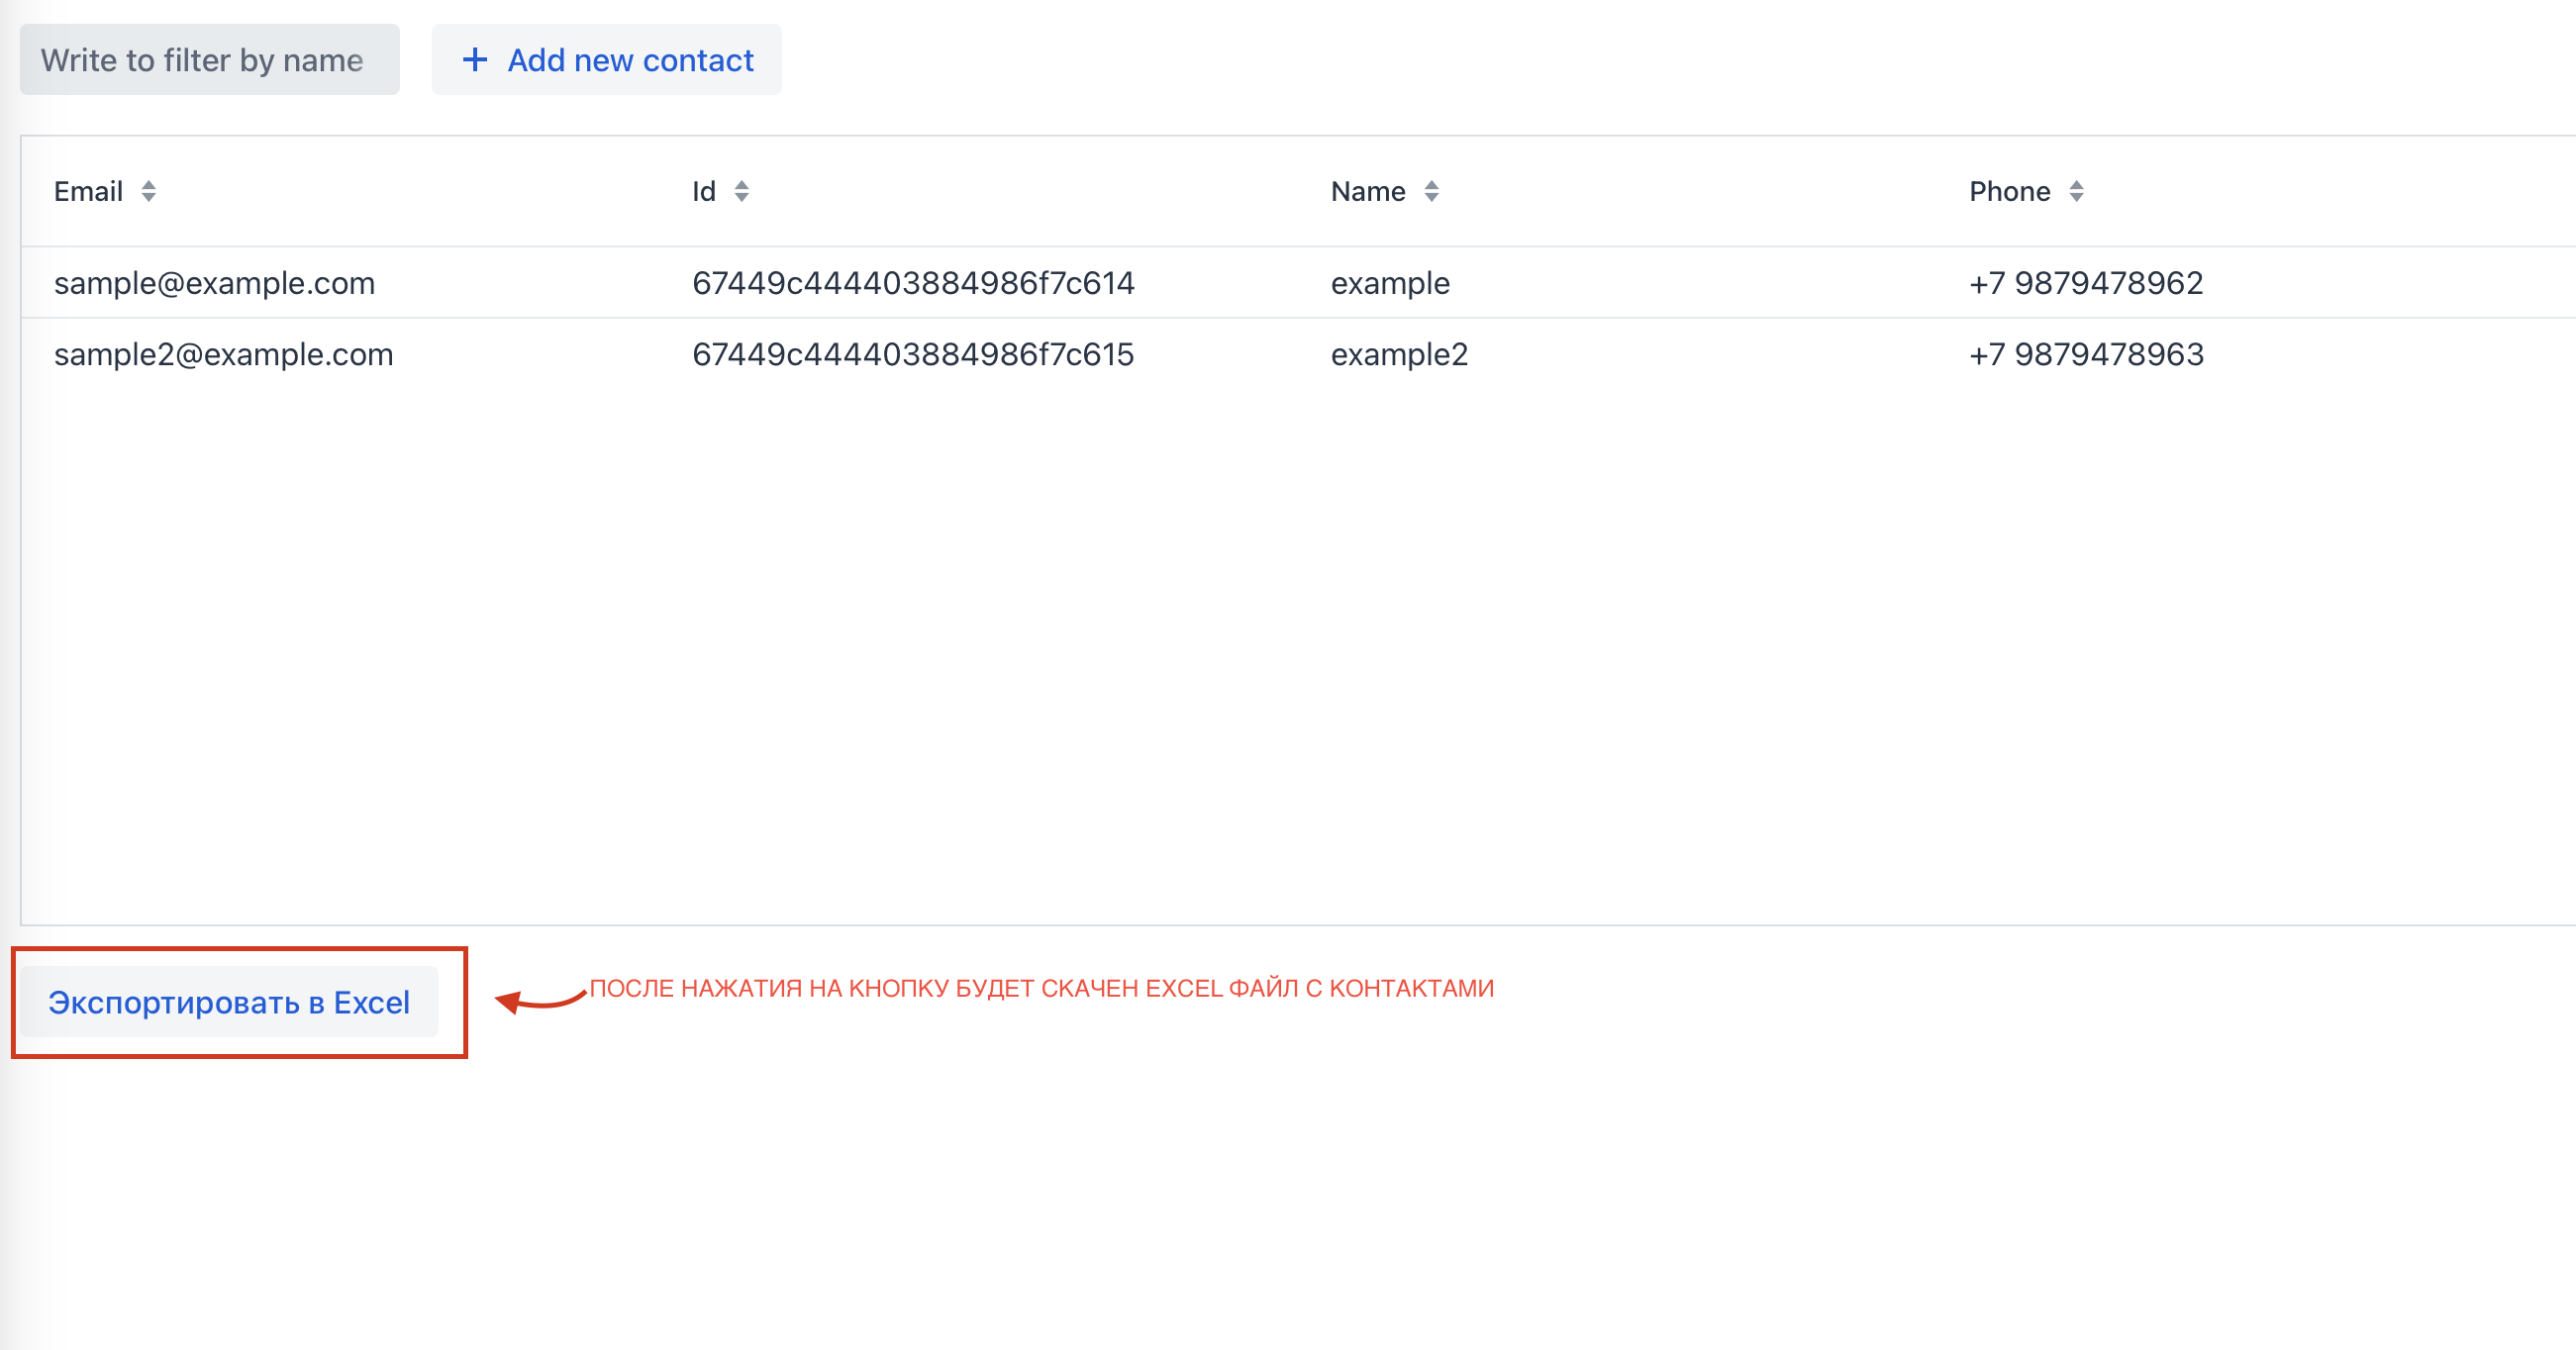 Write to filter by name
+ Add new contact
Email Id Name Phone
sample@example.com 67449c444403884986f7c614 example +7 9879478962
sample2@example.com 67449c444403884986f7c615 example2 +7 9879478963
Экспортировать в Excel
ПОСЛЕ НАЖАТИЯ НА КНОПКУ БУДЕТ СКАЧЕН EXCEL ФАЙЛ С КОНТАКТАМИ